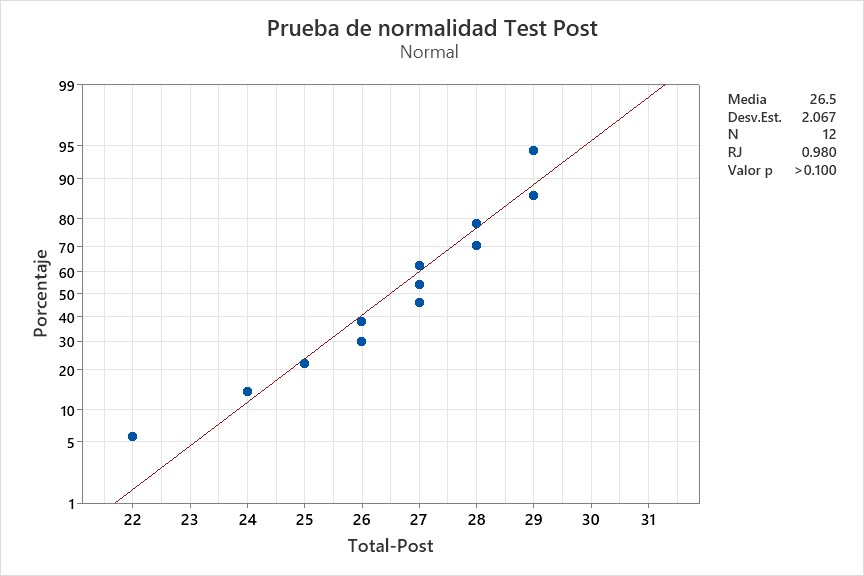 Prueba de normalidad Test Post
Normal
Media 26.5
Desv.Est. 2.067
N 12
RJ 0.980
Valor p >0.100
Porcentaje
99
95
90
80
70
60
50
40
30
20
10
5
1
22 23 24 25 26 27 28 29 30 31
Total-Post